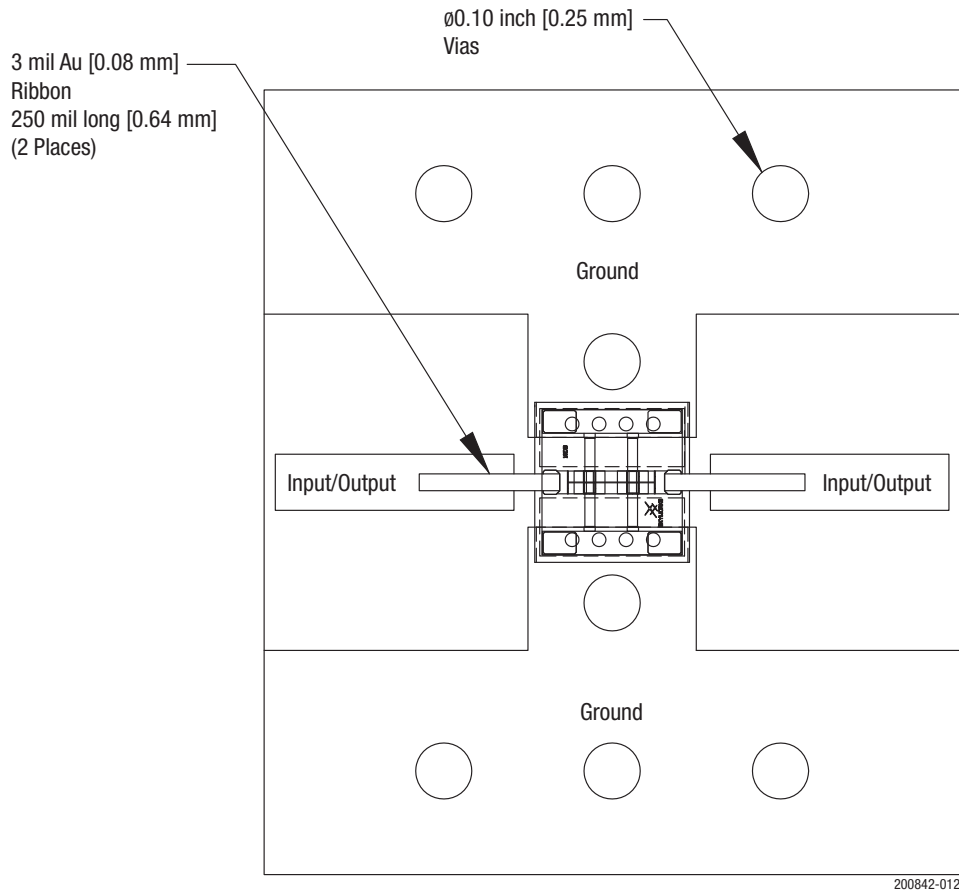 ø0.10 inch [0.25 mm]
Vias
3 mil Au [0.08 mm]
Ribbon
250 mil long [0.64 mm]
(2 Places)
Ground
Input/Output
Input/Output
Ground
200842-012